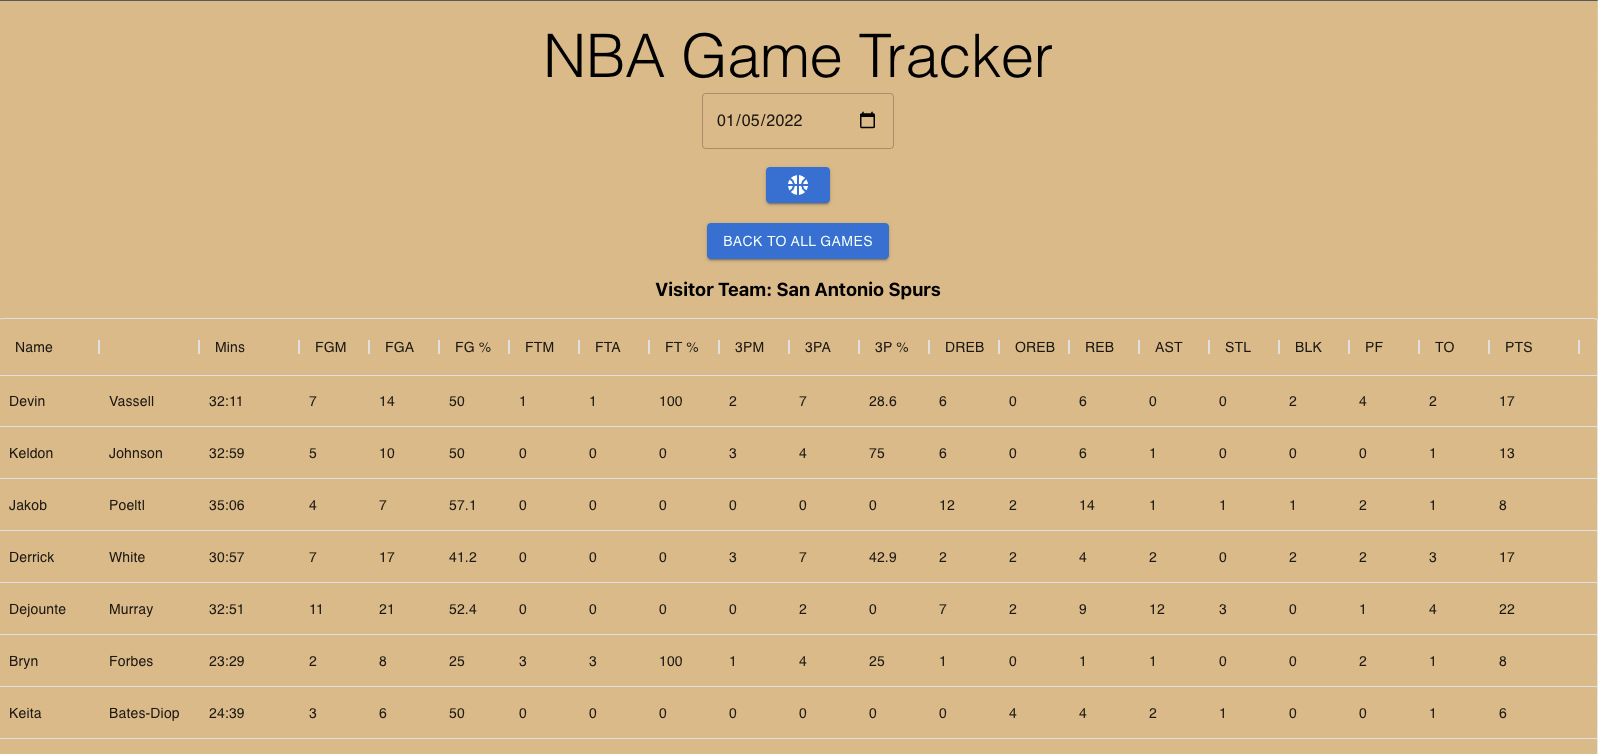 NBA Game Tracker
01/05/2022
BACK TO ALL GAMES
Visitor Team: San Antonio Spurs
Name Mins FGM FGA FG % FTM FTA FT % 3PM 3PA 3P % DREB OREB REB AST STL BLK PF TO PTS
Devin Vassell 32:11 7 14 50 1 1 100 2 7 28.6 6 0 6 0 0 2 4 2 17
Keldon Johnson 32:59 5 10 50 0 0 0 3 4 75 6 0 6 1 0 0 0 1 13
Jakob Poeltl 35:06 4 7 57.1 0 0 0 0 0 0 12 2 14 1 1 1 2 1 8
Derrick White 30:57 7 17 41.2 0 0 0 3 7 42.9 2 2 4 2 0 2 2 3 17
Dejounte Murray 32:51 11 21 52.4 0 0 0 0 2 0 7 2 9 12 3 0 1 4 22
Bryn Forbes 23:29 2 8 25 3 3 100 1 4 25 1 0 1 1 0 0 2 1 8
Keita Bates-Diop 24:39 3 6 50 0 0 0 0 0 0 0 4 4 2 1 0 0 1 6